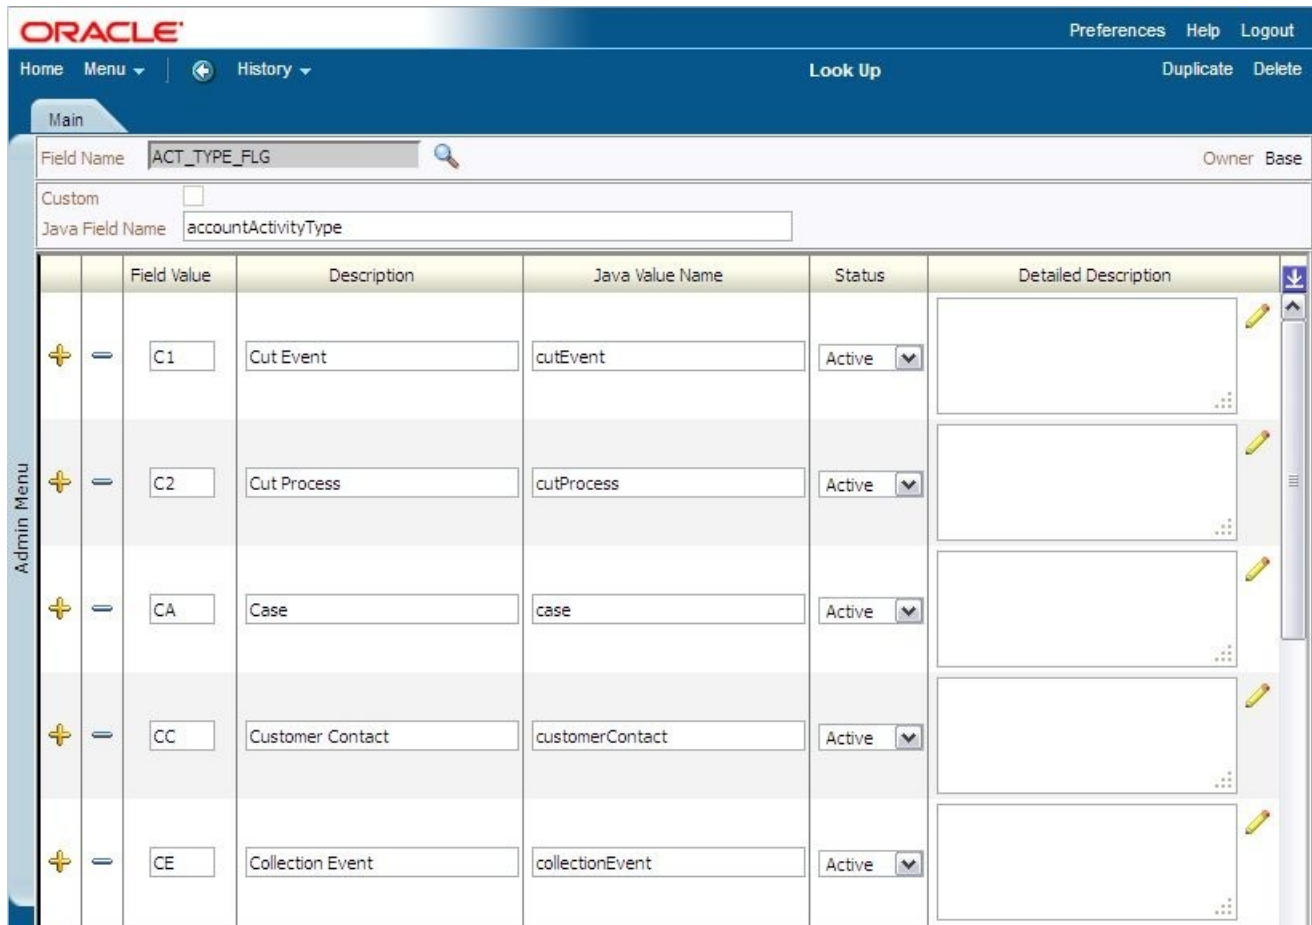 ORACLE
Preferences Help Logout
Home Menu History Look Up Duplicate Delete
Main
Field Name ACT_TYPE_FLG Owner Base
Custom
Java Field Name accountActivityType
Field Value Description Java Value Name Status Detailed Description
C1 Cut Event cutEvent Active
C2 Cut Process cutProcess Active
CA Case case Active
CC Customer Contact customerContact Active
CE Collection Event collectionEvent Active
Admin Menu